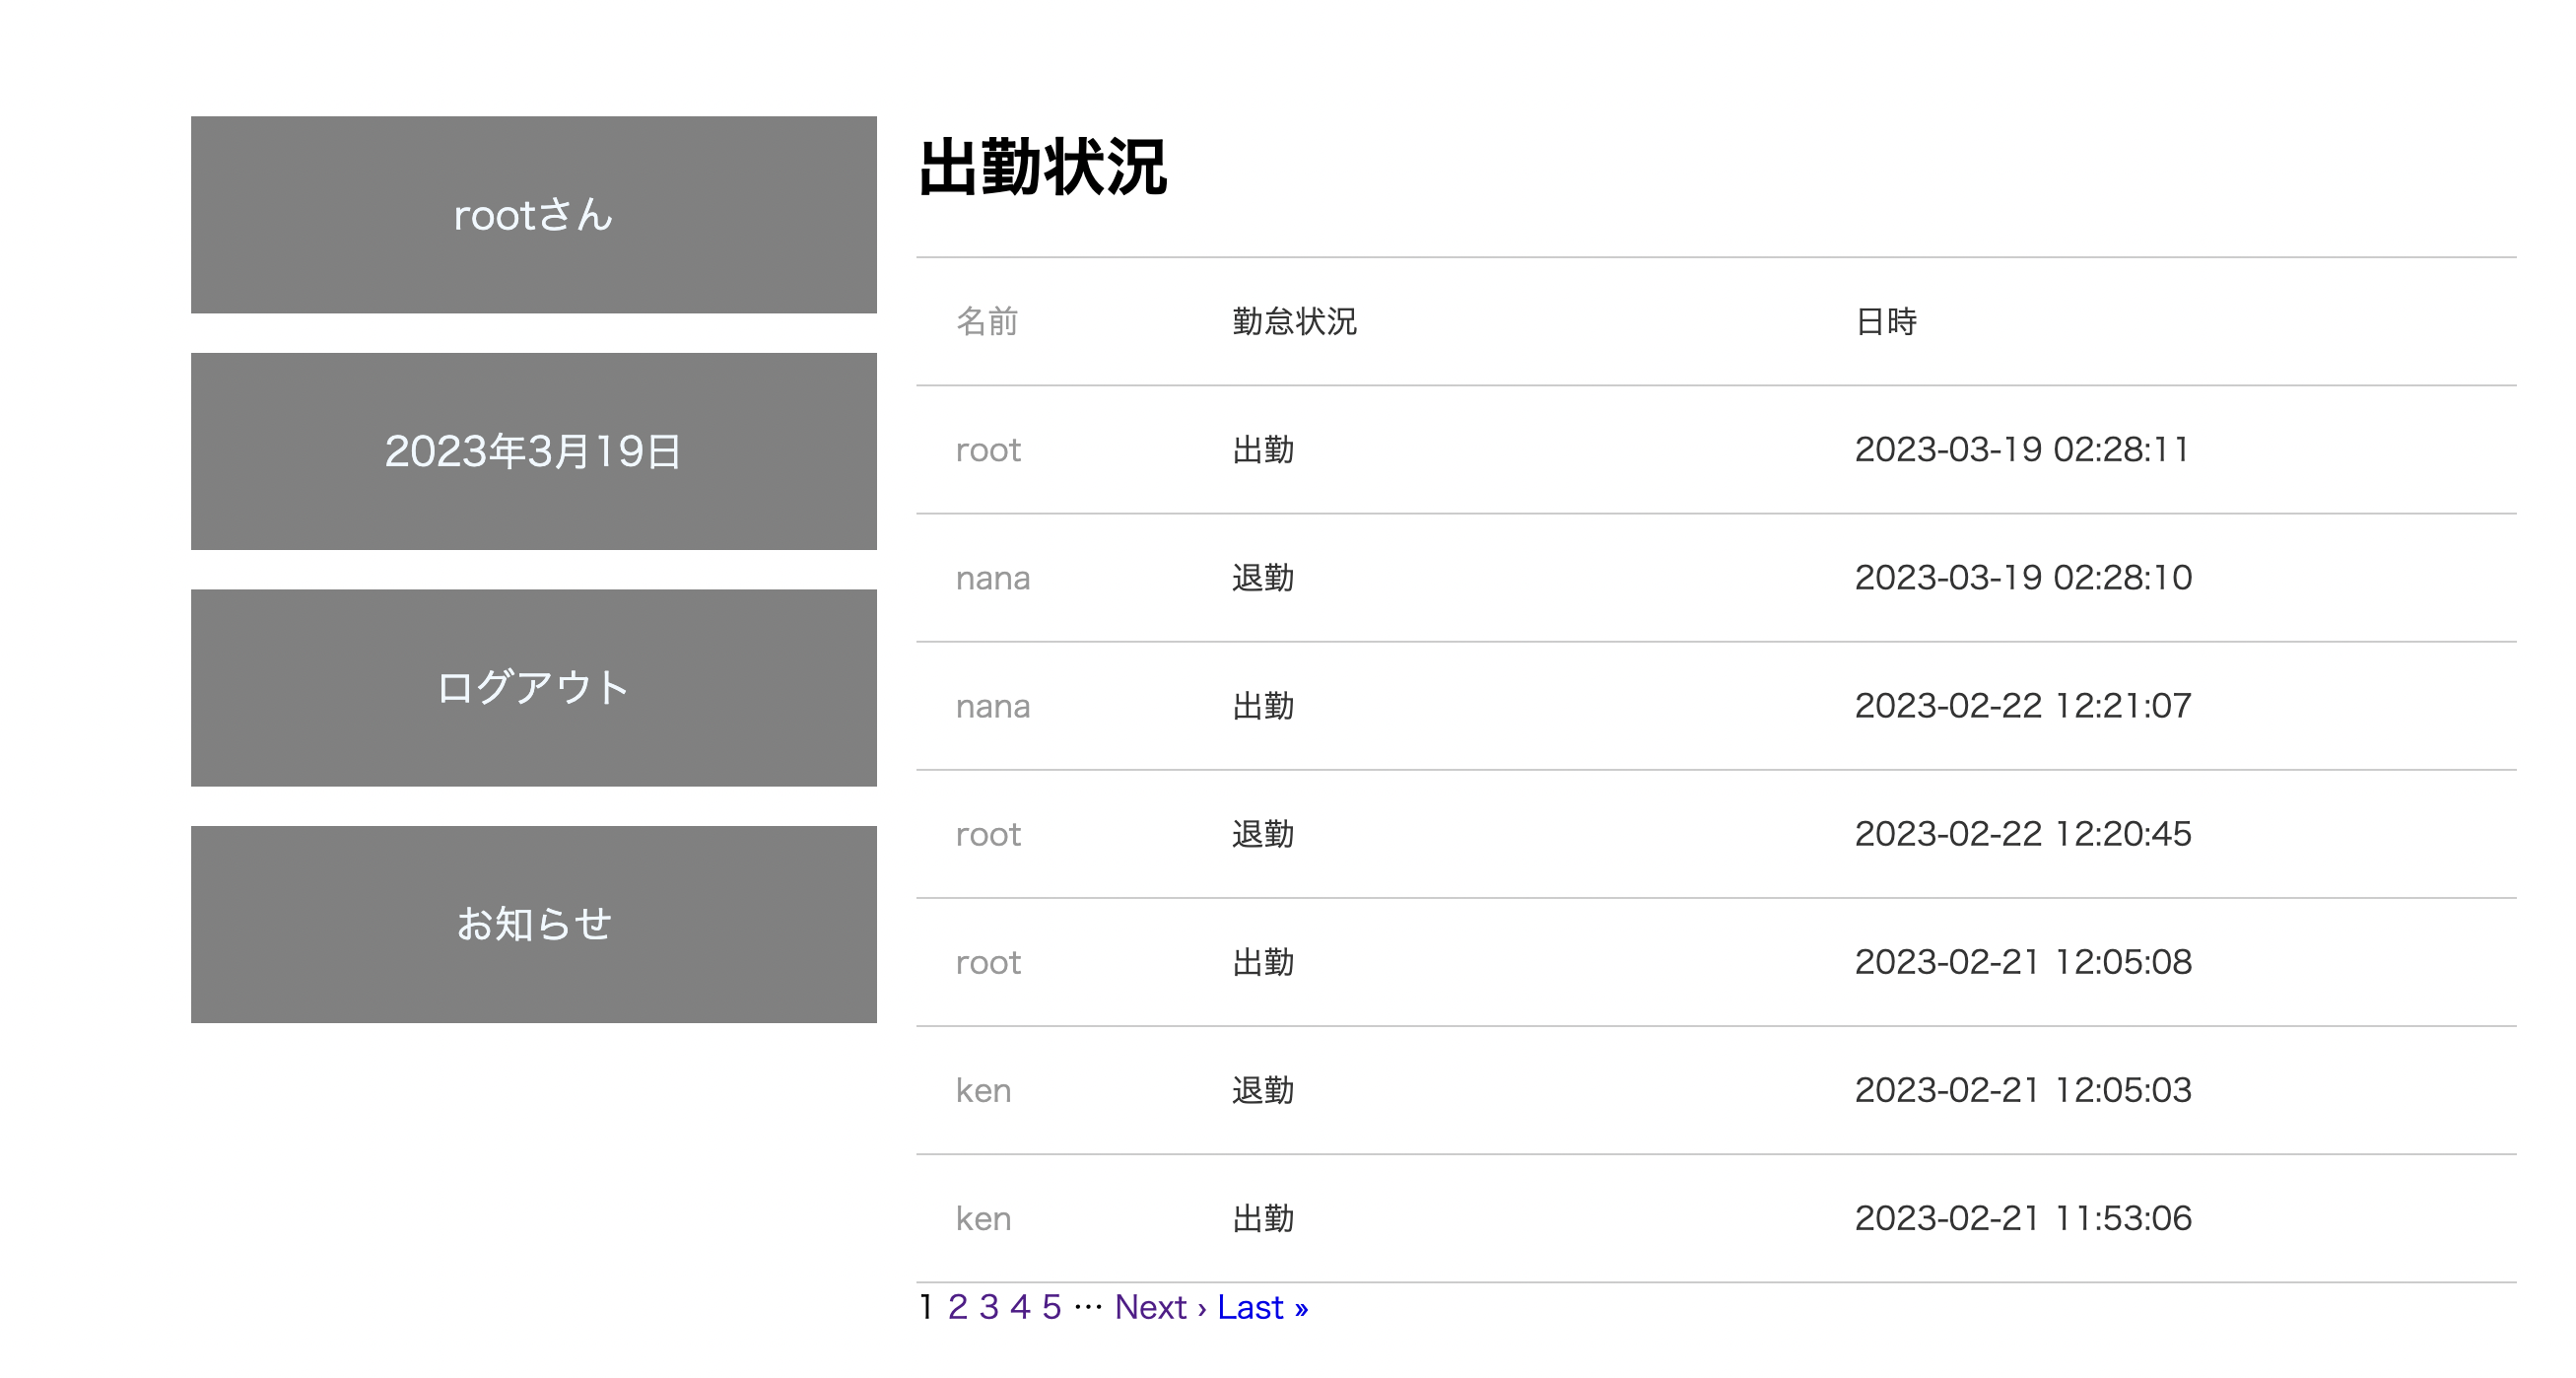 rootさん
2023年3月19日
ログアウト
お知らせ
出勤状況
名前 勤怠状況 日時
root 出勤 2023-03-19 02:28:11
nana 退勤 2023-03-19 02:28:10
nana 出勤 2023-02-22 12:21:07
root 退勤 2023-02-22 12:20:45
root 出勤 2023-02-21 12:05:08
ken 退勤 2023-02-21 12:05:03
ken 出勤 2023-02-21 11:53:06
1 2 3 4 5 … Next › Last »